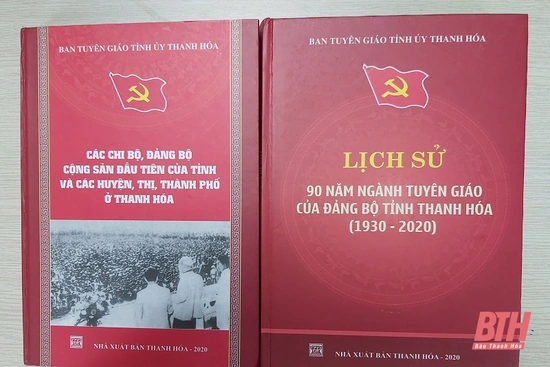 BAN TUYÊN GIÁO TỈNH ỦY THANH HÓA
CÁC CHI BỘ, ĐẢNG BỘ
CỘNG SẢN ĐẦU TIÊN CỦA TỈNH
VÀ CÁC HUYỆN, THỊ, THÀNH PHỐ
Ở THANH HÓA
NHÀ XUẤT BẢN THANH HÓA - 2020
BAN TUYÊN GIÁO TỈNH ỦY THANH HÓA
LỊCH SỬ
90 NĂM NGÀNH TUYÊN GIÁO
CỦA ĐẢNG BỘ TỈNH THANH HÓA
(1930 - 2020)
NHÀ XUẤT BẢN THANH HÓA - 2020
BTH
Báo Thanh Hóa